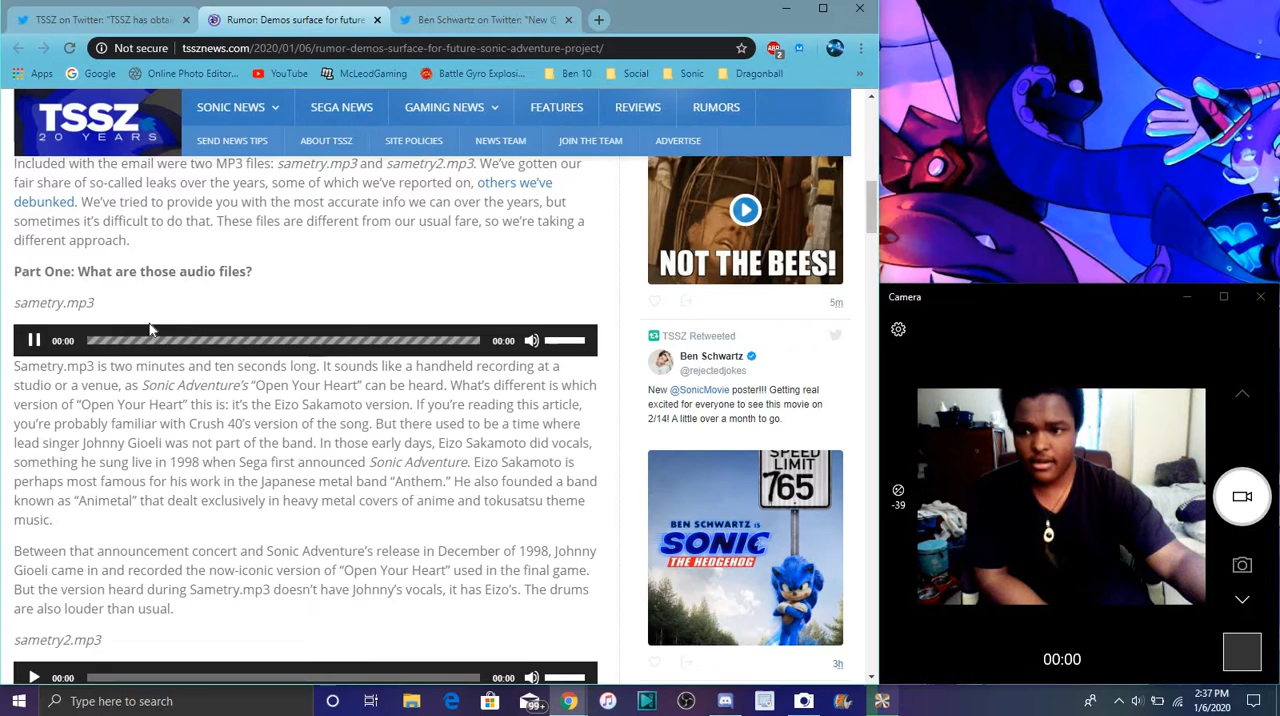 TSSZ on Twitter: "TSSZ has obtai
Rumor: Demos surface for future
Ben Schwartz on Twitter: "New @
Not secure
tssznews.com/2020/01/06/rumor-demos-surface-for-future-sonic-adventure-project/
Apps
Google
Online Photo Editor...
YouTube
McLeodGaming
Battle Gyro Explosi...
Ben 10
Social
Sonic
Dragonball
»
TSSZ
20 YEARS
SONIC NEWS
SEGA NEWS
GAMING NEWS
FEATURES
REVIEWS
RUMORS
SEND NEWS TIPS
ABOUT TSSZ
SITE POLICIES
NEWS TEAM
JOIN THE TEAM
ADVERTISE
Included with the email were two MP3 files: sametry.mp3 and sametry2.mp3. We've gotten our
fair share of so-called leaks over the years, some of which we've reported on, others we've
debunked. We've tried to provide you with the most accurate info we can over the years, but
sometimes it's difficult to do that. These files are different from our usual fare, so we're taking a
different approach.
Part One: What are those audio files?
sametry.mp3
00:00
00:00
Sametry.mp3 is two minutes and ten seconds long. It sounds like a handheld recording at a
studio or a venue, as Sonic Adventure's "Open Your Heart" can be heard. What's different is which
version of "Open Your Heart" this is: it's the Eizo Sakamoto version. If you're reading this article,
you're probably familiar with Crush 40's version of the song. But there used to be a time where
lead singer Johnny Gioeli was not part of the band. In those early days, Eizo Sakamoto did vocals,
something he sung live in 1998 when Sega first announced Sonic Adventure. Eizo Sakamoto is
perhaps most famous for his work in the Japanese metal band "Anthem." He also founded a band
known as "Animetal" that dealt exclusively in heavy metal covers of anime and tokusatsu theme
music.
Between that announcement concert and Sonic Adventure's release in December of 1998, Johnny
Gioeli came in and recorded the now-iconic version of "Open Your Heart" used in the final game.
But the version heard during Sametry.mp3 doesn't have Johnny's vocals, it has Eizo's. The drums
are also louder than usual.
sametry2.mp3
00:00
00:00
NOT THE BEES!
5m
TSSZ Retweeted
Ben Schwartz
@rejectedjokes
New @SonicMovie poster!!! Getting real
excited for everyone to see this movie on
2/14! A little over a month to go.
SPEED
LIMIT
765
BEN SCHWARTZ IS
SONIC
THE HEDGEHOG
3h
Camera
-39
00:00
Type here to search
99+
2:37 PM
1/6/2020